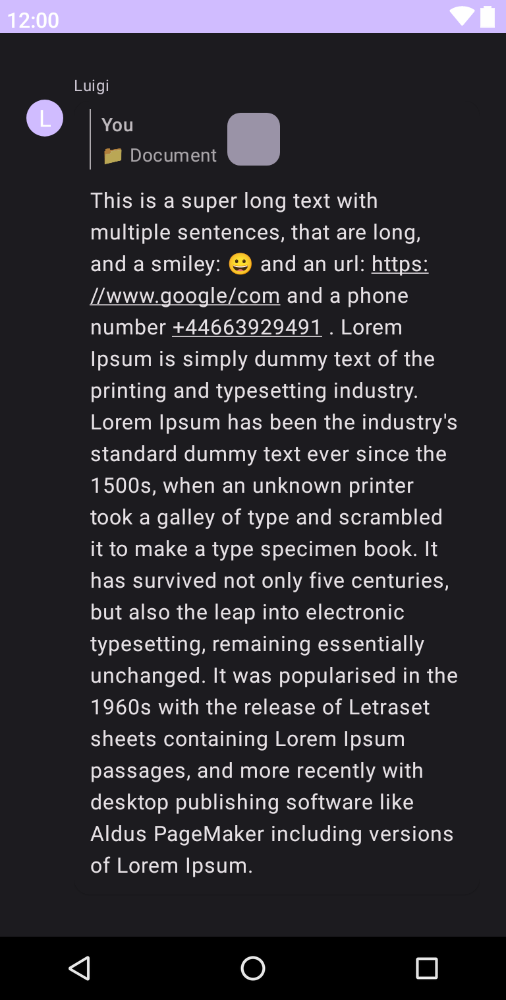 12:00
Luigi
L
You
📁 Document
This is a super long text with
multiple sentences, that are long,
and a smiley: 😀 and an url: https:
//www.google/com and a phone
number +44663929491 . Lorem
Ipsum is simply dummy text of the
printing and typesetting industry.
Lorem Ipsum has been the industry's
standard dummy text ever since the
1500s, when an unknown printer
took a galley of type and scrambled
it to make a type specimen book. It
has survived not only five centuries,
but also the leap into electronic
typesetting, remaining essentially
unchanged. It was popularised in the
1960s with the release of Letraset
sheets containing Lorem Ipsum
passages, and more recently with
desktop publishing software like
Aldus PageMaker including versions
of Lorem Ipsum.